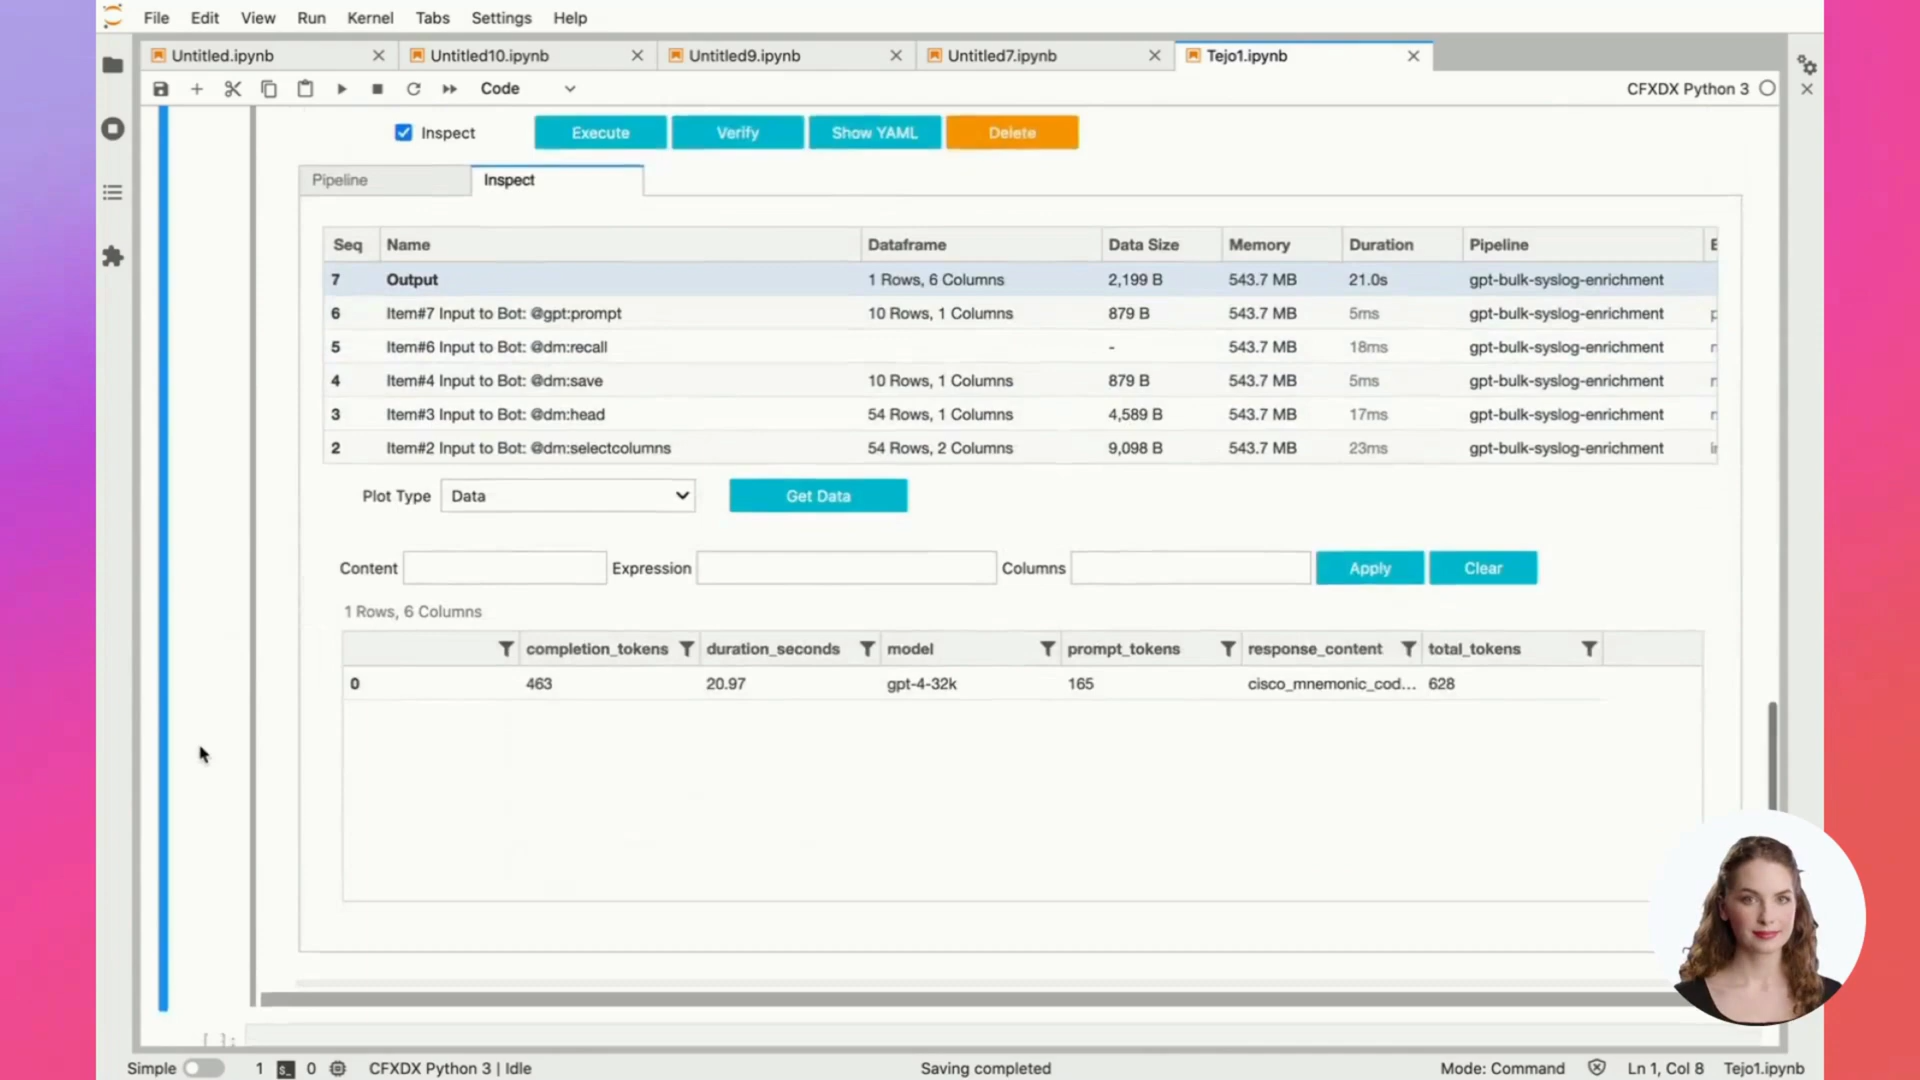 File Edit View Run Kernel Tabs Settings Help
Untitled.ipynb Untitled10.ipynb Untitled9.ipynb Untitled7.ipynb Tejo1.ipynb
Code CFXDX Python 3
Inspect Execute Verify Show YAML Delete
Pipeline Inspect
Seq Name Dataframe Data Size Memory Duration Pipeline
7 Output 1 Rows, 6 Columns 2,199 B 543.7 MB 21.0s gpt-bulk-syslog-enrichment
6 Item#7 Input to Bot: @gpt:prompt 10 Rows, 1 Columns 879 B 543.7 MB 5ms gpt-bulk-syslog-enrichment
5 Item#6 Input to Bot: @dm:recall - 543.7 MB 18ms gpt-bulk-syslog-enrichment
4 Item#4 Input to Bot: @dm:save 10 Rows, 1 Columns 879 B 543.7 MB 5ms gpt-bulk-syslog-enrichment
3 Item#3 Input to Bot: @dm:head 54 Rows, 1 Columns 4,589 B 543.7 MB 17ms gpt-bulk-syslog-enrichment
2 Item#2 Input to Bot: @dm:selectcolumns 54 Rows, 2 Columns 9,098 B 543.7 MB 23ms gpt-bulk-syslog-enrichment
Plot Type Data Get Data
Content Expression Columns Apply Clear
1 Rows, 6 Columns
completion_tokens duration_seconds model prompt_tokens response_content total_tokens
0 463 20.97 gpt-4-32k 165 cisco_mnemonic_cod... 628
[ ]:
Simple 1 0 CFXDX Python 3 | Idle Saving completed Mode: Command Ln 1, Col 8 Tejo1.ipynb